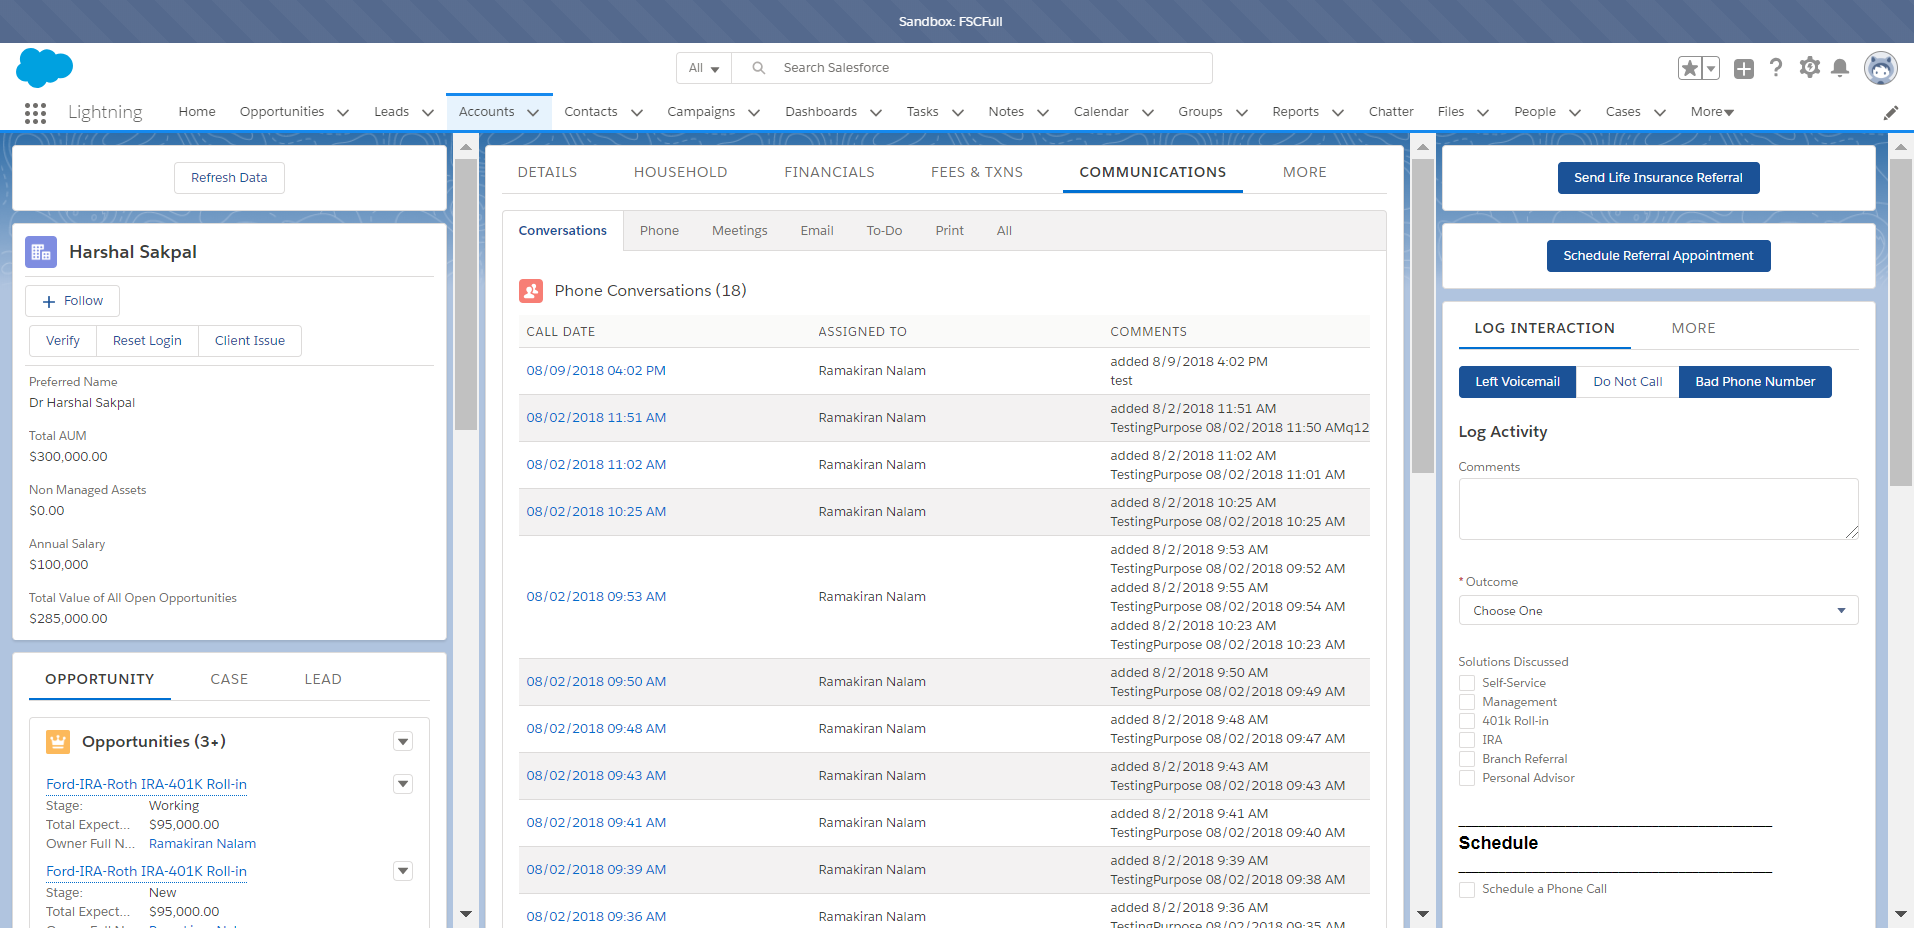 Sandbox: FSCFull
All
Search Salesforce
Lightning
Home
Opportunities
Leads
Accounts
Contacts
Campaigns
Dashboards
Tasks
Notes
Calendar
Groups
Reports
Chatter
Files
People
Cases
More
Refresh Data
Harshal Sakpal
Follow
Verify
Reset Login
Client Issue
Preferred Name
Dr Harshal Sakpal
Total AUM
$300,000.00
Non Managed Assets
$0.00
Annual Salary
$100,000
Total Value of All Open Opportunities
$285,000.00
OPPORTUNITY
CASE
LEAD
Opportunities (3+)
Ford-IRA-Roth IRA-401K Roll-in
Stage: Working
Total Expect... $95,000.00
Owner Full N... Ramakiran Nalam
Ford-IRA-Roth IRA-401K Roll-in
Stage: New
Total Expect... $95,000.00
DETAILS
HOUSEHOLD
FINANCIALS
FEES & TXNS
COMMUNICATIONS
MORE
Conversations
Phone
Meetings
Email
To-Do
Print
All
Phone Conversations (18)
CALL DATE ASSIGNED TO COMMENTS
08/09/2018 04:02 PM Ramakiran Nalam added 8/9/2018 4:02 PM
test
08/02/2018 11:51 AM Ramakiran Nalam added 8/2/2018 11:51 AM
TestingPurpose 08/02/2018 11:50 AMq12
08/02/2018 11:02 AM Ramakiran Nalam added 8/2/2018 11:02 AM
TestingPurpose 08/02/2018 11:01 AM
08/02/2018 10:25 AM Ramakiran Nalam added 8/2/2018 10:25 AM
TestingPurpose 08/02/2018 10:25 AM
08/02/2018 09:53 AM Ramakiran Nalam added 8/2/2018 9:53 AM
TestingPurpose 08/02/2018 09:52 AM
added 8/2/2018 9:55 AM
TestingPurpose 08/02/2018 09:54 AM
added 8/2/2018 10:23 AM
TestingPurpose 08/02/2018 10:23 AM
08/02/2018 09:50 AM Ramakiran Nalam added 8/2/2018 9:50 AM
TestingPurpose 08/02/2018 09:49 AM
08/02/2018 09:48 AM Ramakiran Nalam added 8/2/2018 9:48 AM
TestingPurpose 08/02/2018 09:47 AM
08/02/2018 09:43 AM Ramakiran Nalam added 8/2/2018 9:43 AM
TestingPurpose 08/02/2018 09:43 AM
08/02/2018 09:41 AM Ramakiran Nalam added 8/2/2018 9:41 AM
TestingPurpose 08/02/2018 09:40 AM
08/02/2018 09:39 AM Ramakiran Nalam added 8/2/2018 9:39 AM
TestingPurpose 08/02/2018 09:38 AM
08/02/2018 09:36 AM Ramakiran Nalam added 8/2/2018 9:36 AM
TestingPurpose 08/02/2018 09:35 AM
Send Life Insurance Referral
Schedule Referral Appointment
LOG INTERACTION
MORE
Left Voicemail
Do Not Call
Bad Phone Number
Log Activity
Comments
* Outcome
Choose One
Solutions Discussed
Self-Service
Management
401k Roll-in
IRA
Branch Referral
Personal Advisor
Schedule
Schedule a Phone Call